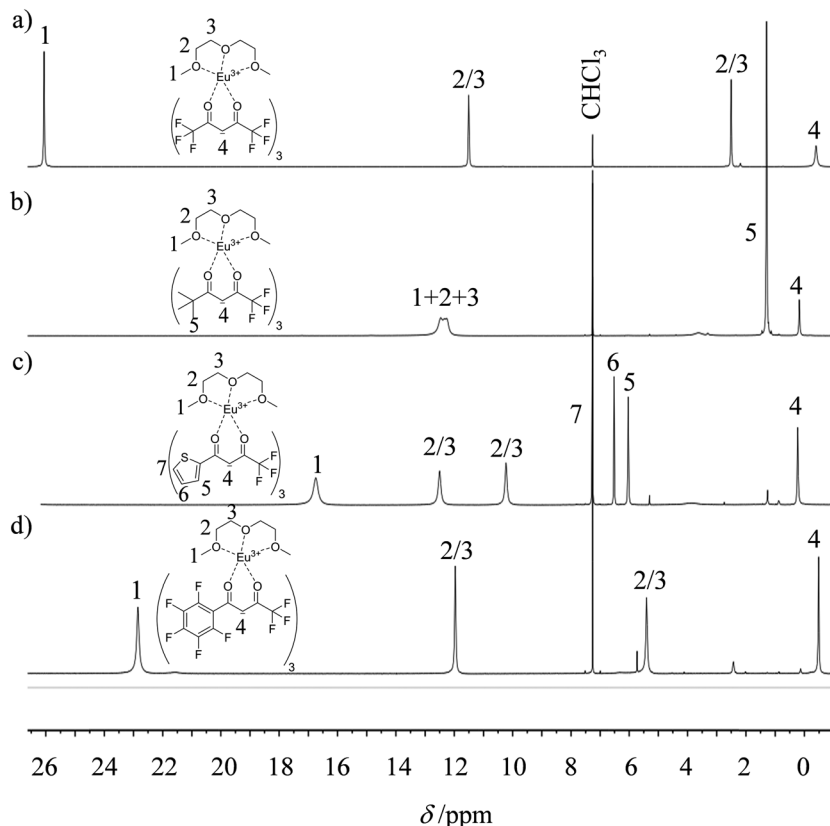 a)
1
2
3
1
O
O
O
Eu³⁺
O
O
F
F
F
F
F
F
4
−
3
2/3
CHCl₃
2/3
4
b)
2
3
1
O
O
O
Eu³⁺
O
O
F
F
F
5
4
−
3
1+2+3
5
4
c)
2
3
1
O
O
O
Eu³⁺
O
O
S
F
F
F
7
6
5
4
−
3
1
2/3
2/3
7
6
5
4
d)
1
2
3
1
O
O
O
Eu³⁺
O
O
F
F
F
F
F
F
F
F
4
−
3
2/3
2/3
4
26 24 22 20 18 16 14 12 10 8 6 4 2 0
δ /ppm